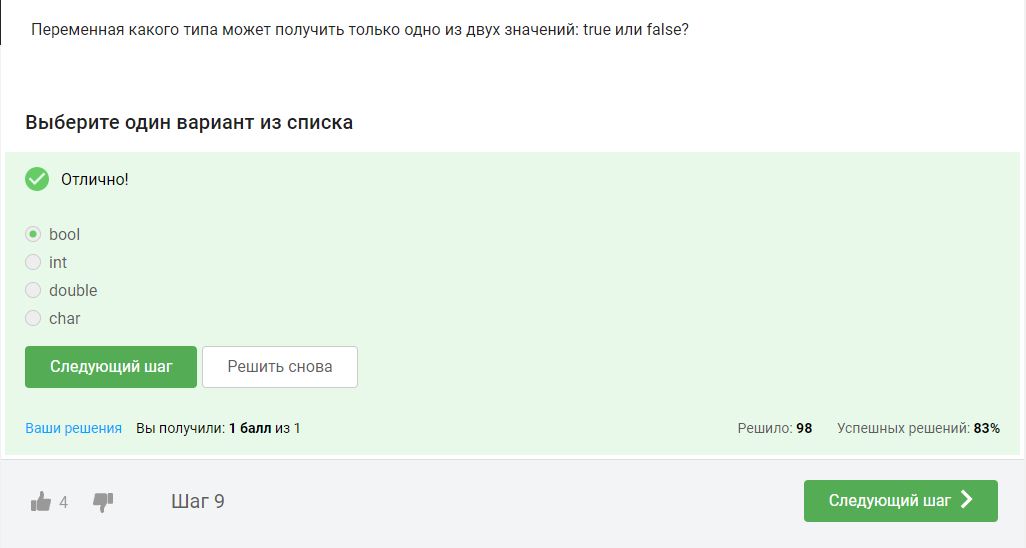 Переменная какого типа может получить только одно из двух значений: true или false?
Выберите один вариант из списка
Отлично!
bool
int
double
char
Следующий шаг Решить снова
Ваши решения Вы получили: 1 балл из 1 Решило: 98 Успешных решений: 83%
4 Шаг 9 Следующий шаг